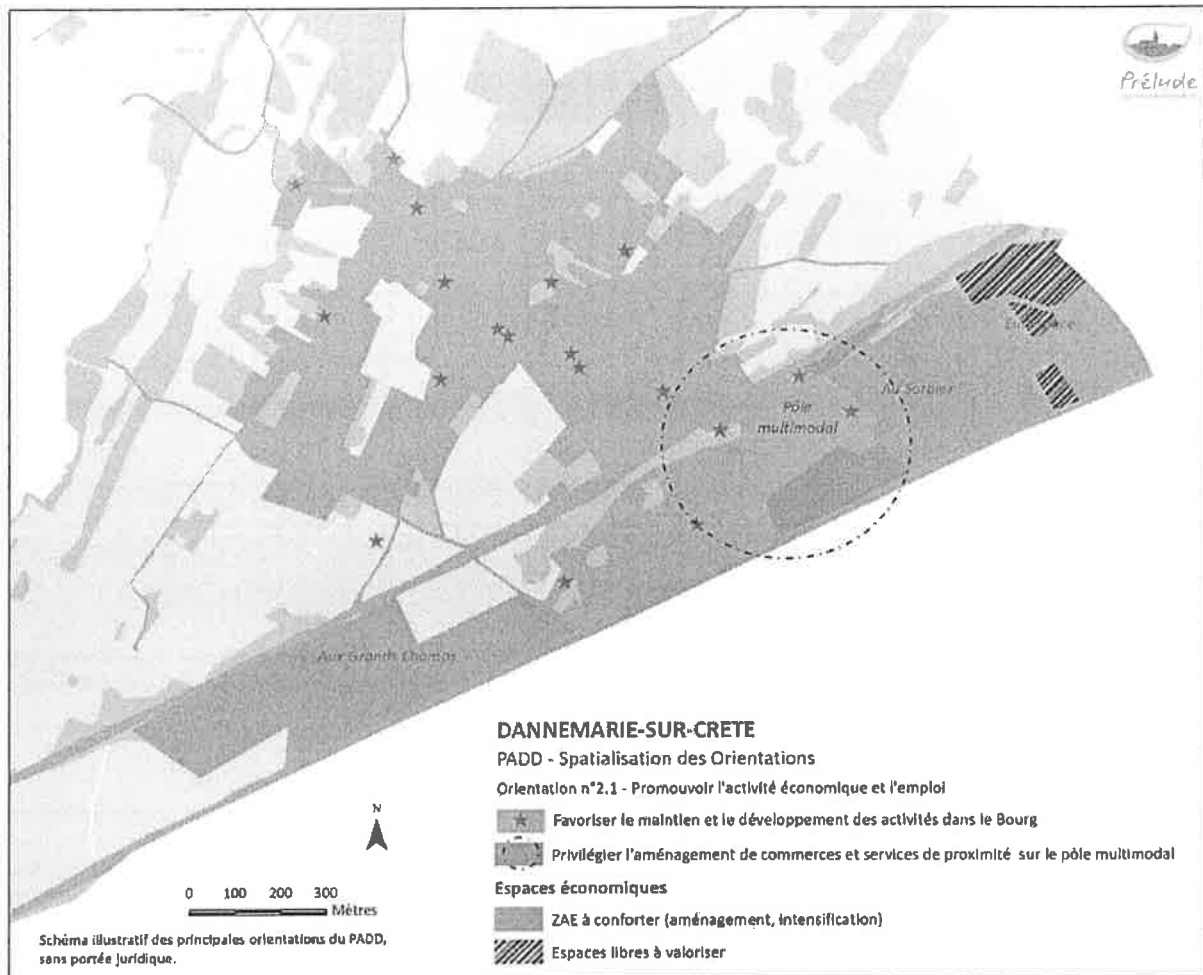 Prélude
Au Sorbier
Pôle
multimodal
Aux Grands Champs
DANNEMARIE-SUR-CRETE
PADD - Spatialisation des Orientations
Orientation n°2.1 - Promouvoir l'activité économique et l'emploi
N
Favoriser le maintien et le développement des activités dans le Bourg
Privilégier l'aménagement de commerces et services de proximité sur le pôle multimodal
Espaces économiques
0 100 200 300
Mètres
ZAE à conforter (aménagement, intensification)
Schéma illustratif des principales orientations du PADD,
sans portée juridique.
Espaces libres à valoriser